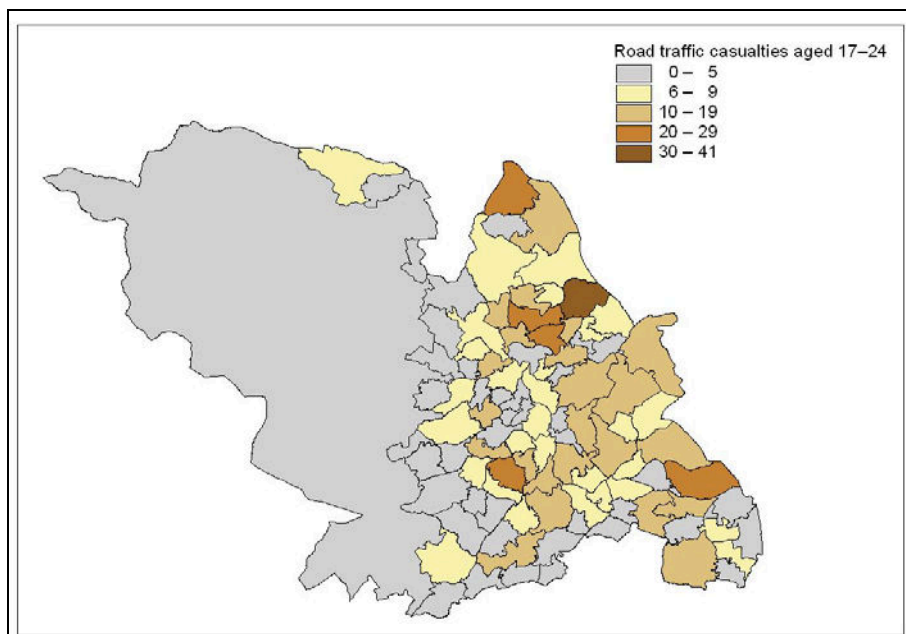 Road traffic casualties aged 17–24
0 – 5
6 – 9
10 – 19
20 – 29
30 – 41